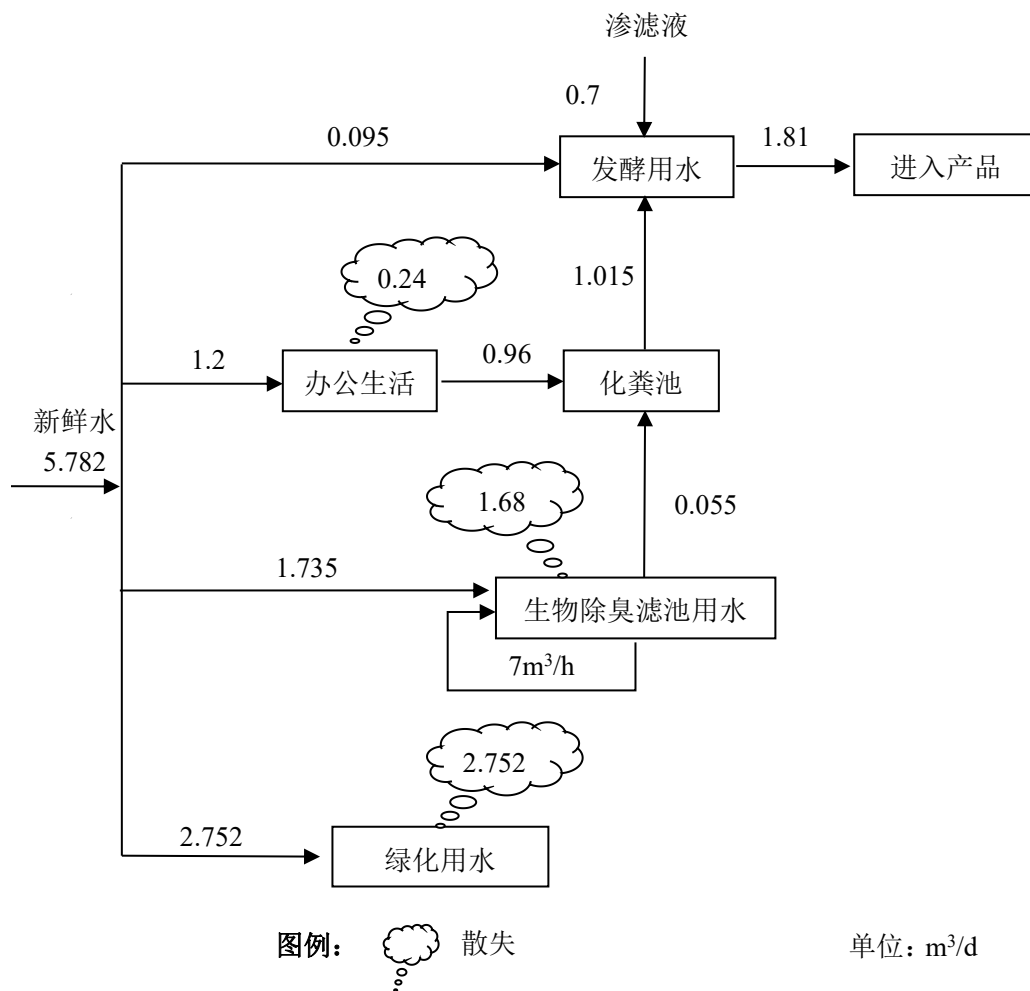 渗滤液
0.7
0.095
发酵用水
1.81
进入产品
0.24
1.015
1.2
办公生活
0.96
化粪池
新鲜水
5.782
1.68
0.055
1.735
生物除臭滤池用水
7m³/h
2.752
2.752
绿化用水
图例： 散失 单位：m³/d